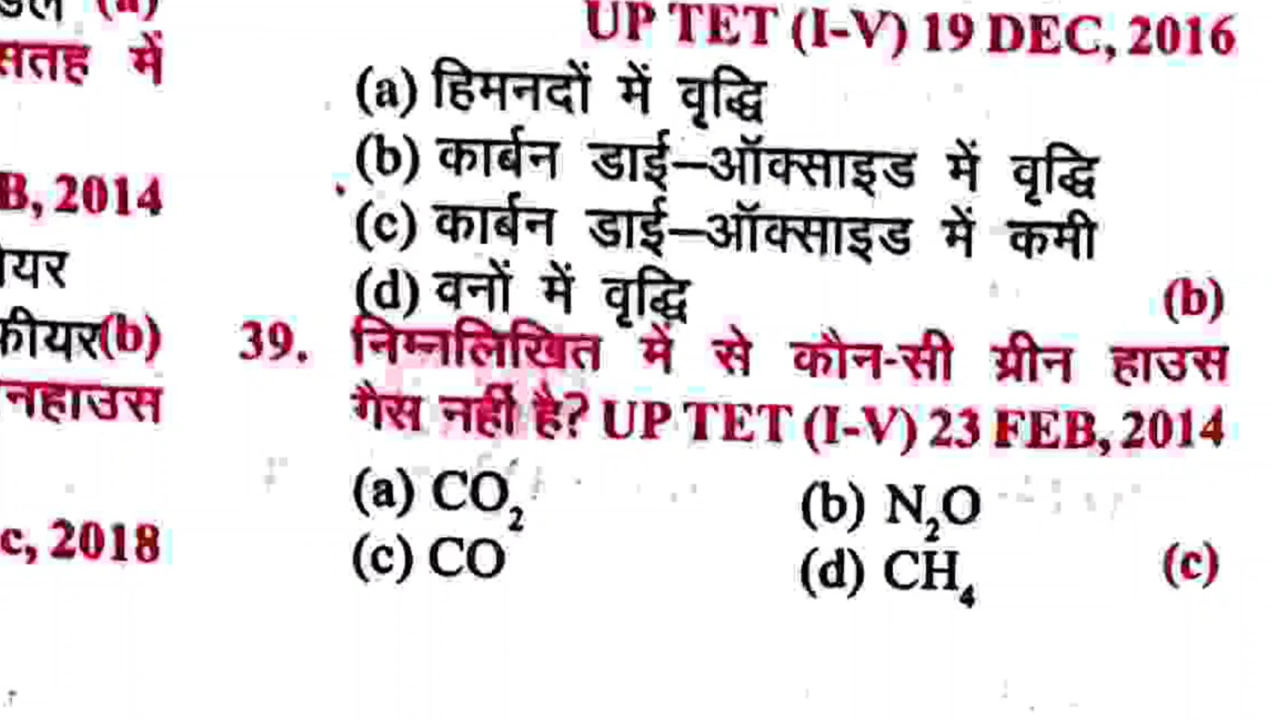 सतह में
B, 2014
यर
फीयर(b)
नहाउस
c, 2018
UP TET (I-V) 19 DEC, 2016
(a) हिमनदों में वृद्धि
(b) कार्बन डाई–ऑक्साइड में वृद्धि
(c) कार्बन डाई–ऑक्साइड में कमी
(d) वनों में वृद्धि (b)
39. निम्नलिखित में से कौन-सी ग्रीन हाउस
गैस नहीं है? UP TET (I-V) 23 FEB, 2014
(a) CO₂ (b) N₂O
(c) CO (d) CH₄ (c)